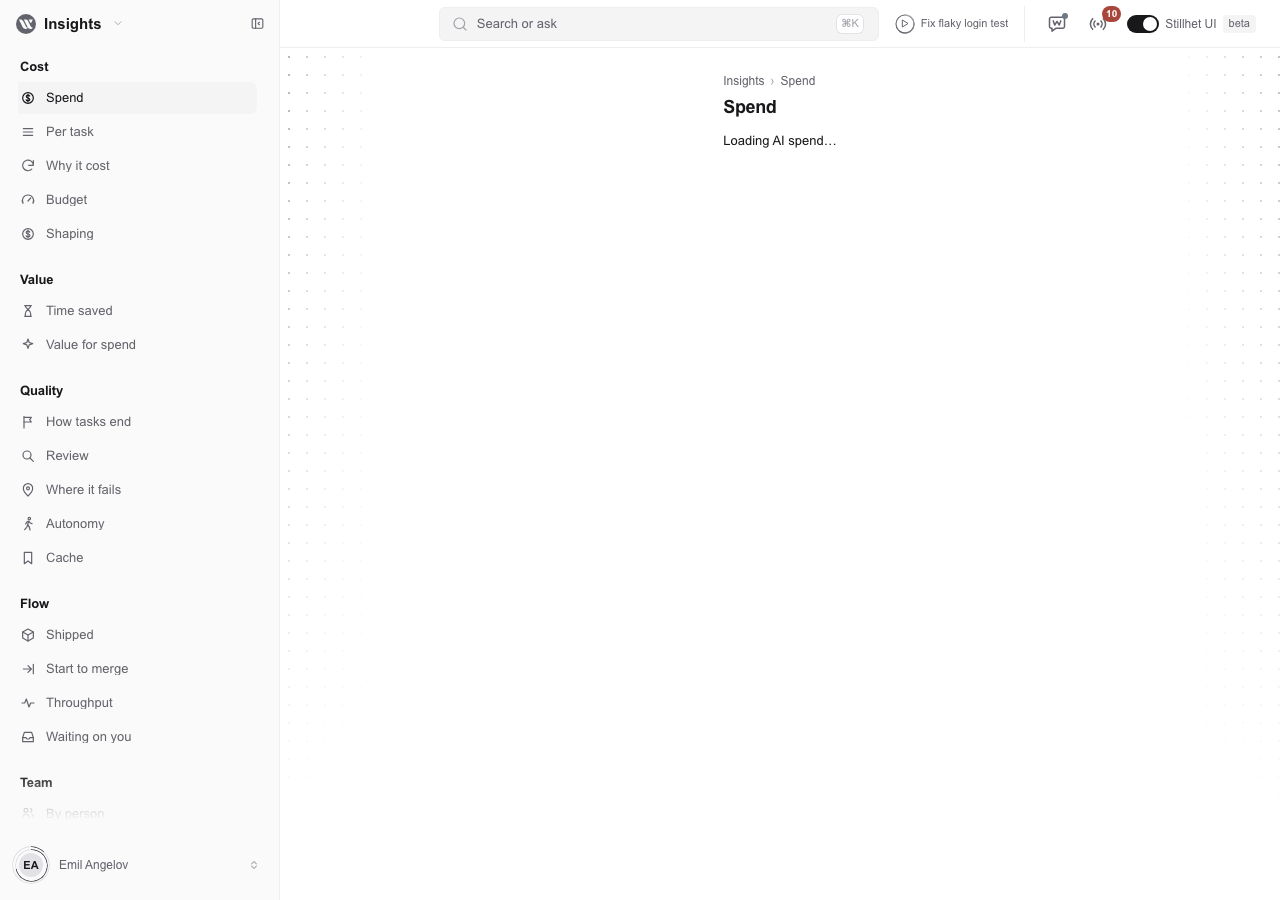 Insights
Search or ask
⌘K
Fix flaky login test
10
Stillhet UI
beta
Cost
Spend
Per task
Why it cost
Budget
Shaping
Value
Time saved
Value for spend
Quality
How tasks end
Review
Where it fails
Autonomy
Cache
Flow
Shipped
Start to merge
Throughput
Waiting on you
Team
By person
EA
Emil Angelov
Insights › Spend
Spend
Loading AI spend…